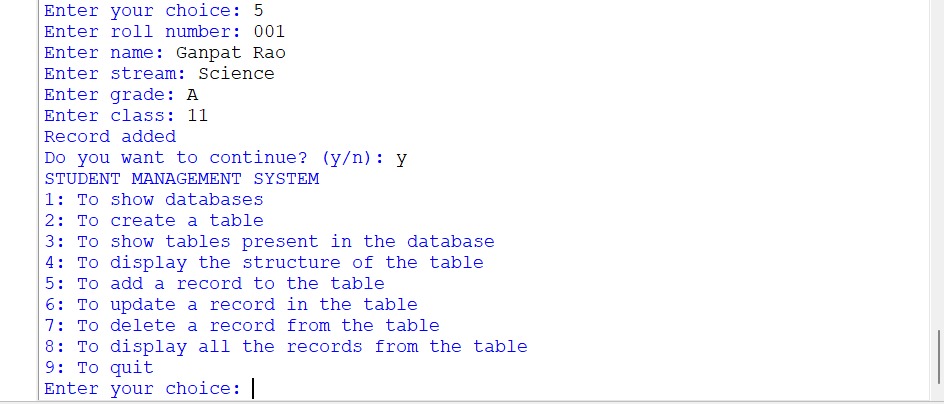 Enter your choice: 5
Enter roll number: 001
Enter name: Ganpat Rao
Enter stream: Science
Enter grade: A
Enter class: 11
Record added
Do you want to continue? (y/n): y
STUDENT MANAGEMENT SYSTEM
1: To show databases
2: To create a table
3: To show tables present in the database
4: To display the structure of the table
5: To add a record to the table
6: To update a record in the table
7: To delete a record from the table
8: To display all the records from the table
9: To quit
Enter your choice: